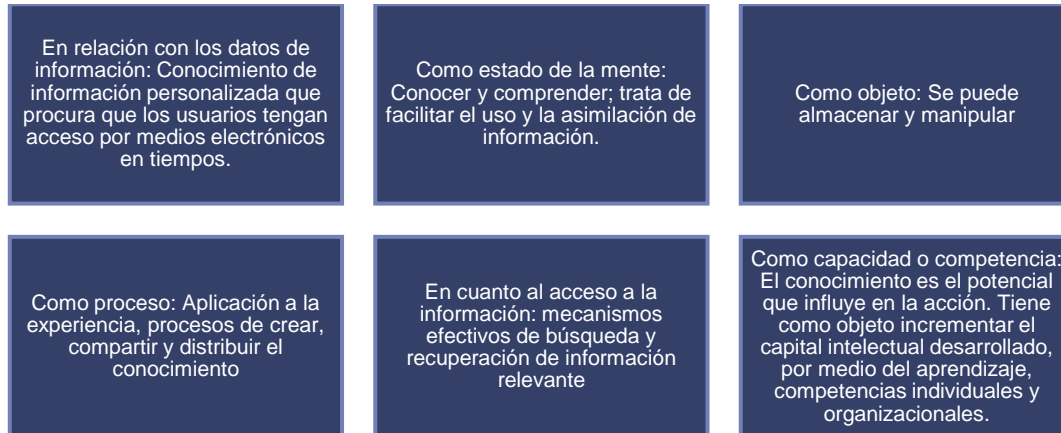 En relación con los datos de
información: Conocimiento de
información personalizada que
procura que los usuarios tengan
acceso por medios electrónicos
en tiempos.
Como estado de la mente:
Conocer y comprender; trata de
facilitar el uso y la asimilación de
información.
Como objeto: Se puede
almacenar y manipular
Como proceso: Aplicación a la
experiencia, procesos de crear,
compartir y distribuir el
conocimiento
En cuanto al acceso a la
información: mecanismos
efectivos de búsqueda y
recuperación de información
relevante
Como capacidad o competencia:
El conocimiento es el potencial
que influye en la acción. Tiene
como objeto incrementar el
capital intelectual desarrollado,
por medio del aprendizaje,
competencias individuales y
organizacionales.